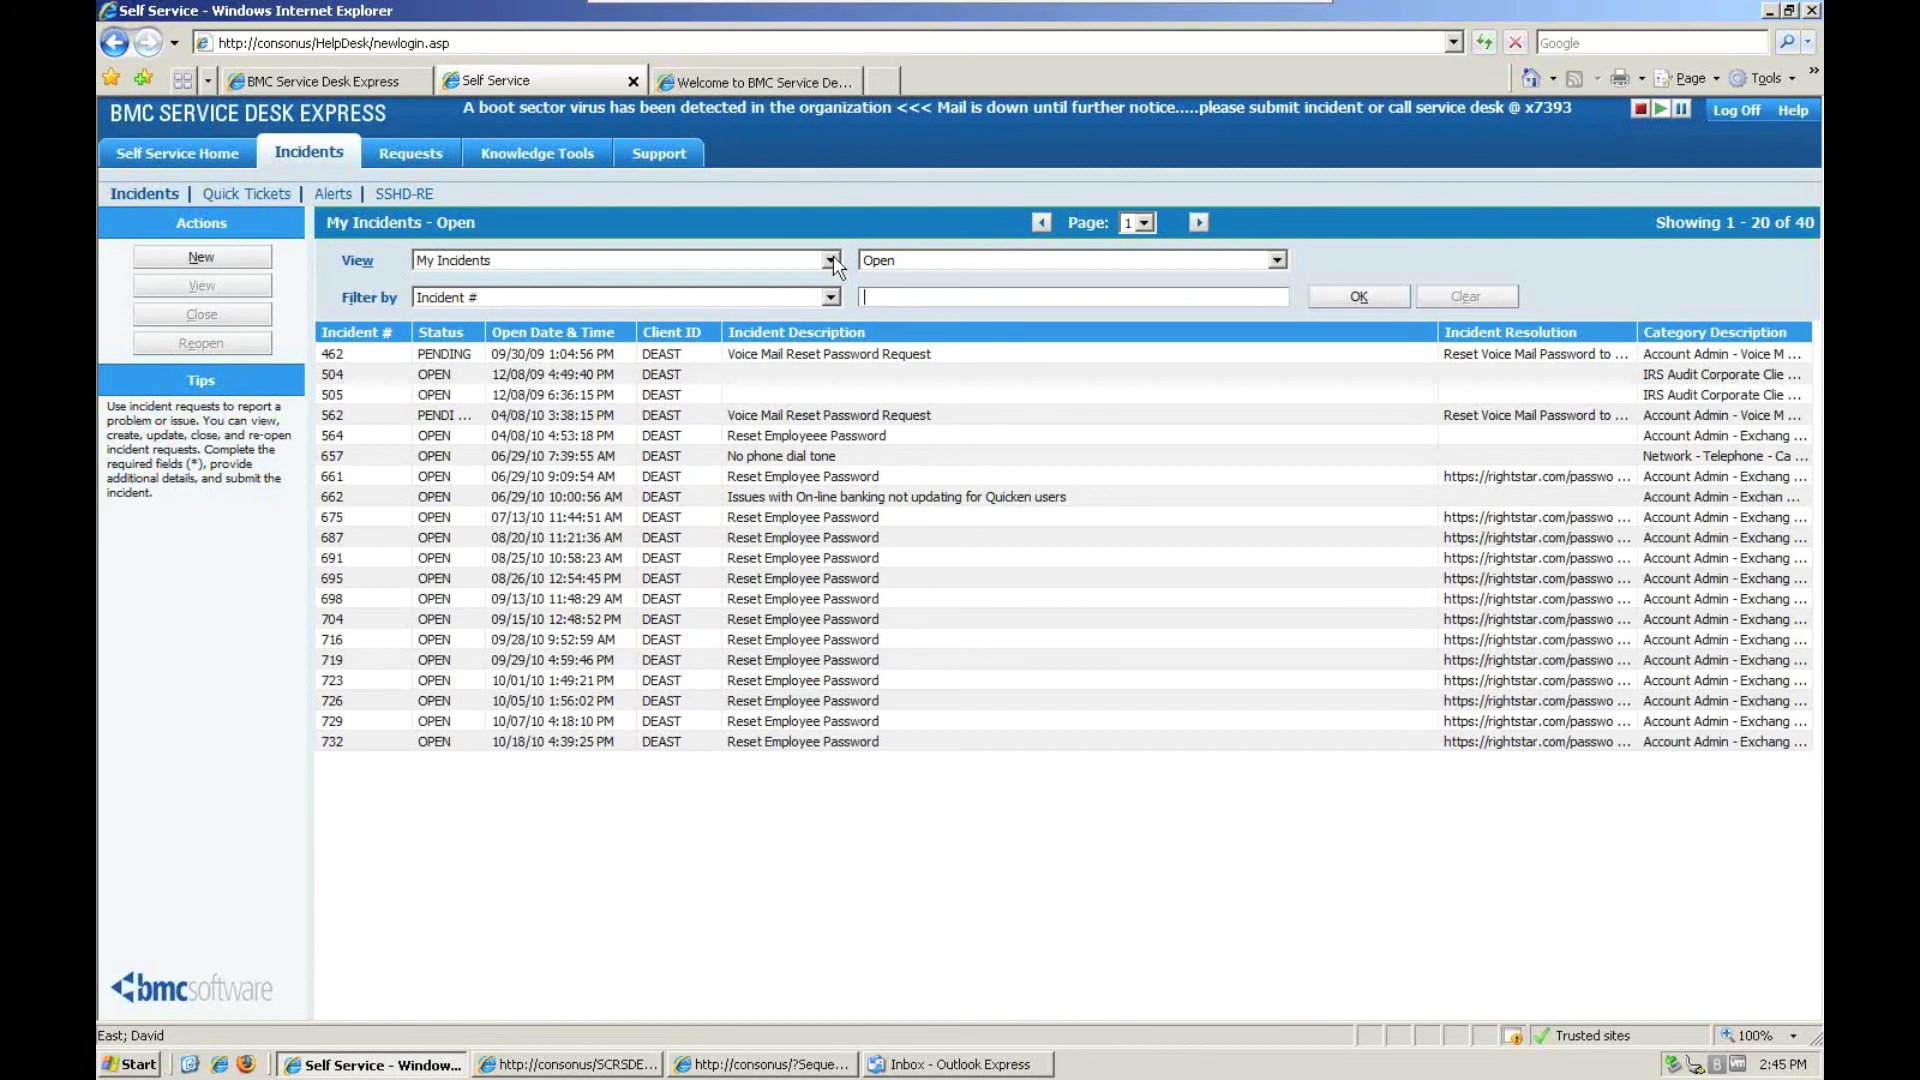 Self Service - Windows Internet Explorer
http://consonus/HelpDesk/newlogin.asp
Google
BMC Service Desk Express
Self Service
Welcome to BMC Service De...
Page
Tools
BMC SERVICE DESK EXPRESS
A boot sector virus has been detected in the organization <<< Mail is down until further notice.....please submit incident or call service desk @ x7393
Log Off Help
Self Service Home Incidents Requests Knowledge Tools Support
Incidents | Quick Tickets | Alerts | SSHD-RE
Actions
New
View
Close
Reopen
Tips
Use incident requests to report a
problem or issue. You can view,
create, update, close, and re-open
incident requests. Complete the
required fields (*), provide
additional details, and submit the
incident.
bmcsoftware
My Incidents - Open Page: 1 Showing 1 - 20 of 40
View My Incidents Open
Filter by Incident # OK Clear
Incident # Status Open Date & Time Client ID Incident Description Incident Resolution Category Description
462 PENDING 09/30/09 1:04:56 PM DEAST Voice Mail Reset Password Request Reset Voice Mail Password to ... Account Admin - Voice M ...
504 OPEN 12/08/09 4:49:40 PM DEAST IRS Audit Corporate Clie ...
505 OPEN 12/08/09 6:36:15 PM DEAST IRS Audit Corporate Clie ...
562 PENDI ... 04/08/10 3:38:15 PM DEAST Voice Mail Reset Password Request Reset Voice Mail Password to ... Account Admin - Voice M ...
564 OPEN 04/08/10 4:53:18 PM DEAST Reset Employeee Password Account Admin - Exchang ...
657 OPEN 06/29/10 7:39:55 AM DEAST No phone dial tone Network - Telephone - Ca ...
661 OPEN 06/29/10 9:09:54 AM DEAST Reset Employee Password https://rightstar.com/passwo ... Account Admin - Exchang ...
662 OPEN 06/29/10 10:00:56 AM DEAST Issues with On-line banking not updating for Quicken users Account Admin - Exchan ...
675 OPEN 07/13/10 11:44:51 AM DEAST Reset Employee Password https://rightstar.com/passwo ... Account Admin - Exchang ...
687 OPEN 08/20/10 11:21:36 AM DEAST Reset Employee Password https://rightstar.com/passwo ... Account Admin - Exchang ...
691 OPEN 08/25/10 10:58:23 AM DEAST Reset Employee Password https://rightstar.com/passwo ... Account Admin - Exchang ...
695 OPEN 08/26/10 12:54:45 PM DEAST Reset Employee Password https://rightstar.com/passwo ... Account Admin - Exchang ...
698 OPEN 09/13/10 11:48:29 AM DEAST Reset Employee Password https://rightstar.com/passwo ... Account Admin - Exchang ...
704 OPEN 09/15/10 12:48:52 PM DEAST Reset Employee Password https://rightstar.com/passwo ... Account Admin - Exchang ...
716 OPEN 09/28/10 9:52:59 AM DEAST Reset Employee Password https://rightstar.com/passwo ... Account Admin - Exchang ...
719 OPEN 09/29/10 4:59:46 PM DEAST Reset Employee Password https://rightstar.com/passwo ... Account Admin - Exchang ...
723 OPEN 10/01/10 1:49:21 PM DEAST Reset Employee Password https://rightstar.com/passwo ... Account Admin - Exchang ...
726 OPEN 10/05/10 1:56:02 PM DEAST Reset Employee Password https://rightstar.com/passwo ... Account Admin - Exchang ...
729 OPEN 10/07/10 4:18:10 PM DEAST Reset Employee Password https://rightstar.com/passwo ... Account Admin - Exchang ...
732 OPEN 10/18/10 4:39:25 PM DEAST Reset Employee Password https://rightstar.com/passwo ... Account Admin - Exchang ...
East; David
Trusted sites 100%
Start Self Service - Window... http://consonus/SCRSDE... http://consonus/?Seque... Inbox - Outlook Express 2:45 PM